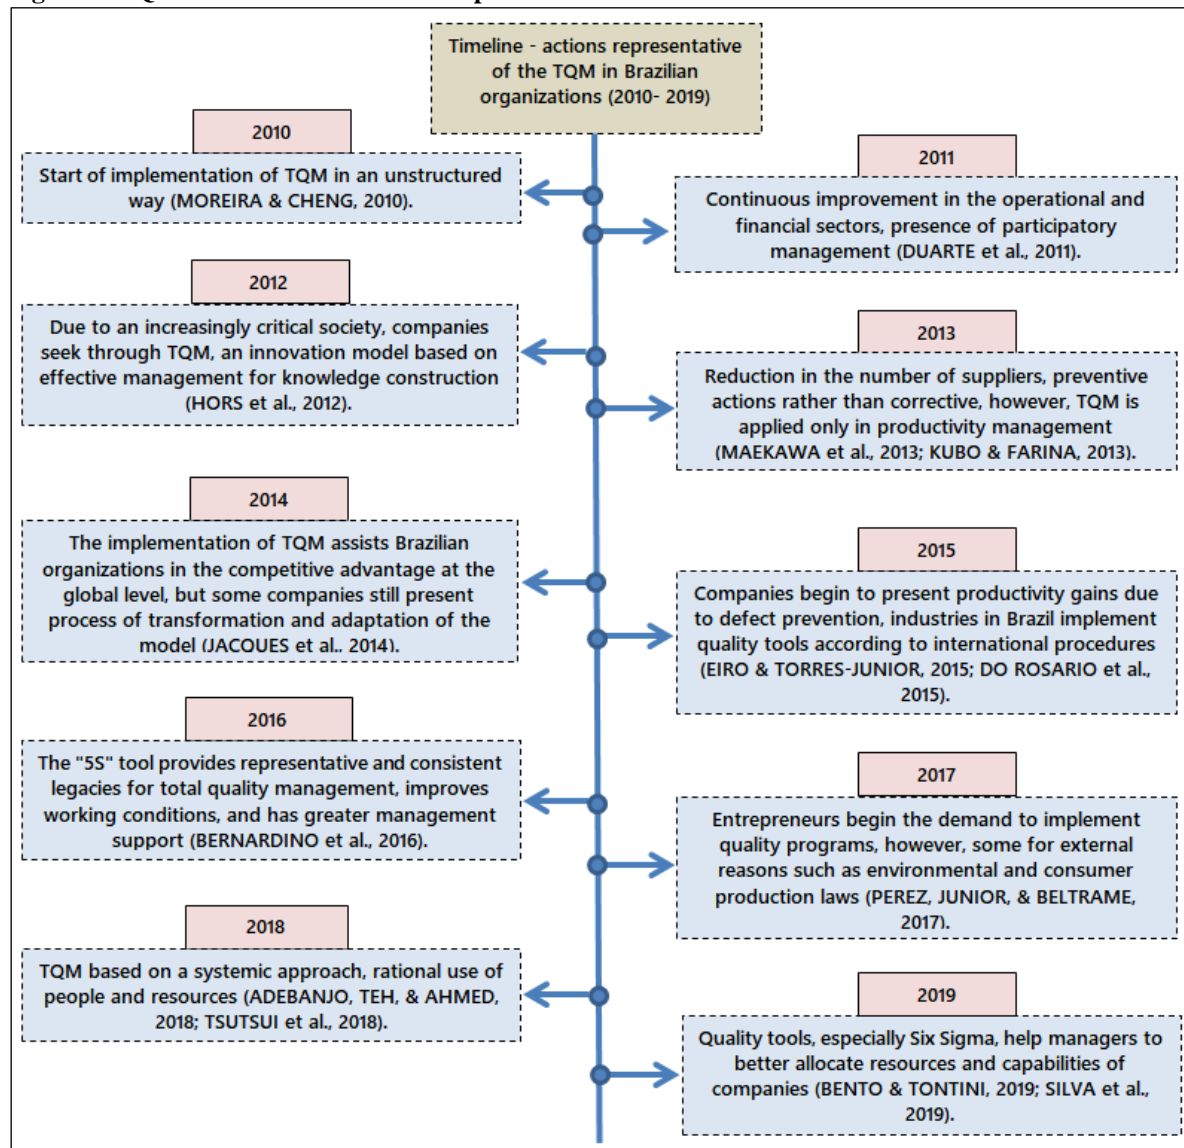 Timeline - actions representative
of the TQM in Brazilian
organizations (2010- 2019)
2010
Start of implementation of TQM in an unstructured
way (MOREIRA & CHENG, 2010).
2011
Continuous improvement in the operational and
financial sectors, presence of participatory
management (DUARTE et al., 2011).
2012
Due to an increasingly critical society, companies
seek through TQM, an innovation model based on
effective management for knowledge construction
(HORS et al., 2012).
2013
Reduction in the number of suppliers, preventive
actions rather than corrective, however, TQM is
applied only in productivity management
(MAEKAWA et al., 2013; KUBO & FARINA, 2013).
2014
The implementation of TQM assists Brazilian
organizations in the competitive advantage at the
global level, but some companies still present
process of transformation and adaptation of the
model (JACQUES et al., 2014).
2015
Companies begin to present productivity gains due
to defect prevention, industries in Brazil implement
quality tools according to international procedures
(EIRO & TORRES-JUNIOR, 2015; DO ROSARIO et al.,
2015).
2016
The "5S" tool provides representative and consistent
legacies for total quality management, improves
working conditions, and has greater management
support (BERNARDINO et al., 2016).
2017
Entrepreneurs begin the demand to implement
quality programs, however, some for external
reasons such as environmental and consumer
production laws (PEREZ, JUNIOR, & BELTRAME,
2017).
2018
TQM based on a systemic approach, rational use of
people and resources (ADEBANJO, TEH, & AHMED,
2018; TSUTSUI et al., 2018).
2019
Quality tools, especially Six Sigma, help managers to
better allocate resources and capabilities of
companies (BENTO & TONTINI, 2019; SILVA et al.,
2019).